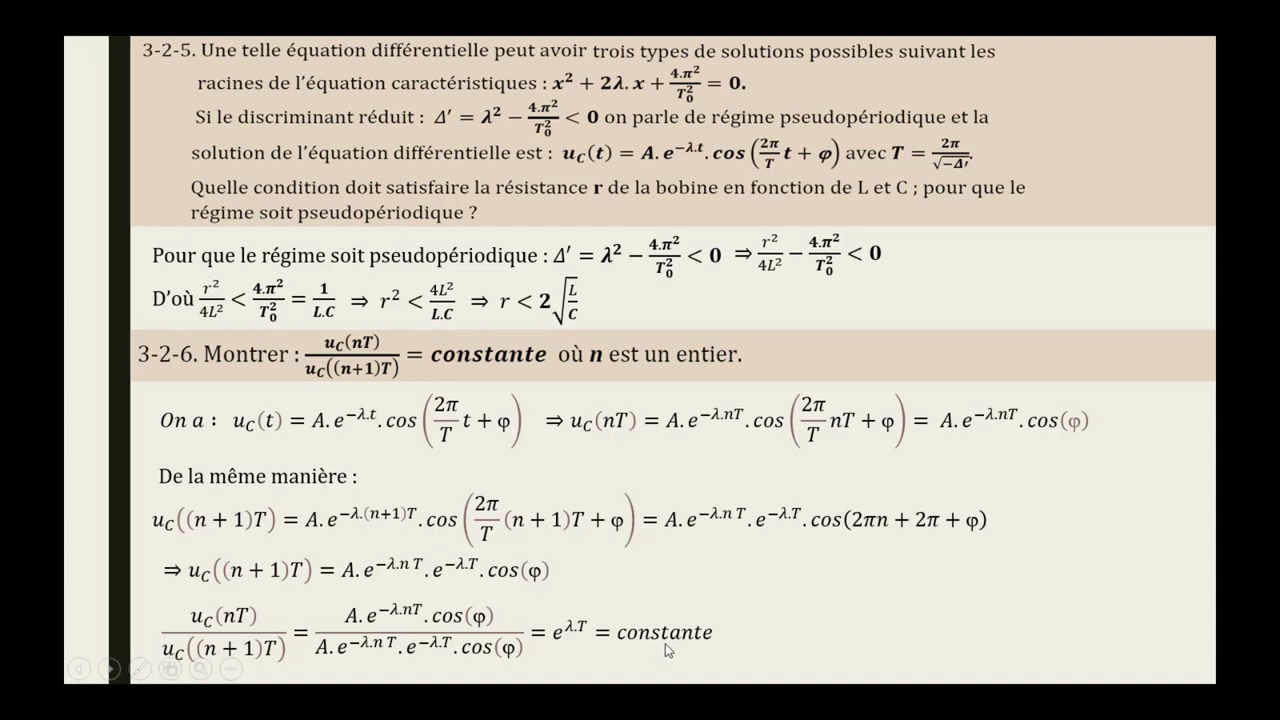 3-2-5. Une telle équation différentielle peut avoir trois types de solutions possibles suivant les
racines de l'équation caractéristiques : x² + 2λ. x + 4.π²/T₀² = 0.
Si le discriminant réduit : Δ′ = λ² − 4.π²/T₀² < 0 on parle de régime pseudopériodique et la
solution de l'équation différentielle est : u_C(t) = A. e^{−λ.t}. cos(2π/T t + φ) avec T = 2π/√(−Δ′).
Quelle condition doit satisfaire la résistance r de la bobine en fonction de L et C ; pour que le
régime soit pseudopériodique ?
Pour que le régime soit pseudopériodique : Δ′ = λ² − 4.π²/T₀² < 0 ⇒ r²/4L² − 4.π²/T₀² < 0
D'où r²/4L² < 4.π²/T₀² = 1/L.C ⇒ r² < 4L²/L.C ⇒ r < 2√(L/C)
3-2-6. Montrer : u_C(nT)/u_C((n+1)T) = constante où n est un entier.
On a : u_C(t) = A. e^{−λ.t}. cos(2π/T t + φ) ⇒ u_C(nT) = A. e^{−λ.nT}. cos(2π/T nT + φ) = A. e^{−λ.nT}. cos(φ)
De la même manière :
u_C((n + 1)T) = A. e^{−λ.(n+1)T}. cos(2π/T (n + 1)T + φ) = A. e^{−λ.n T}. e^{−λ.T}. cos(2πn + 2π + φ)
⇒ u_C((n + 1)T) = A. e^{−λ.n T}. e^{−λ.T}. cos(φ)
u_C(nT)/u_C((n + 1)T) = A. e^{−λ.nT}. cos(φ)/A. e^{−λ.n T}. e^{−λ.T}. cos(φ) = e^{λ.T} = constante